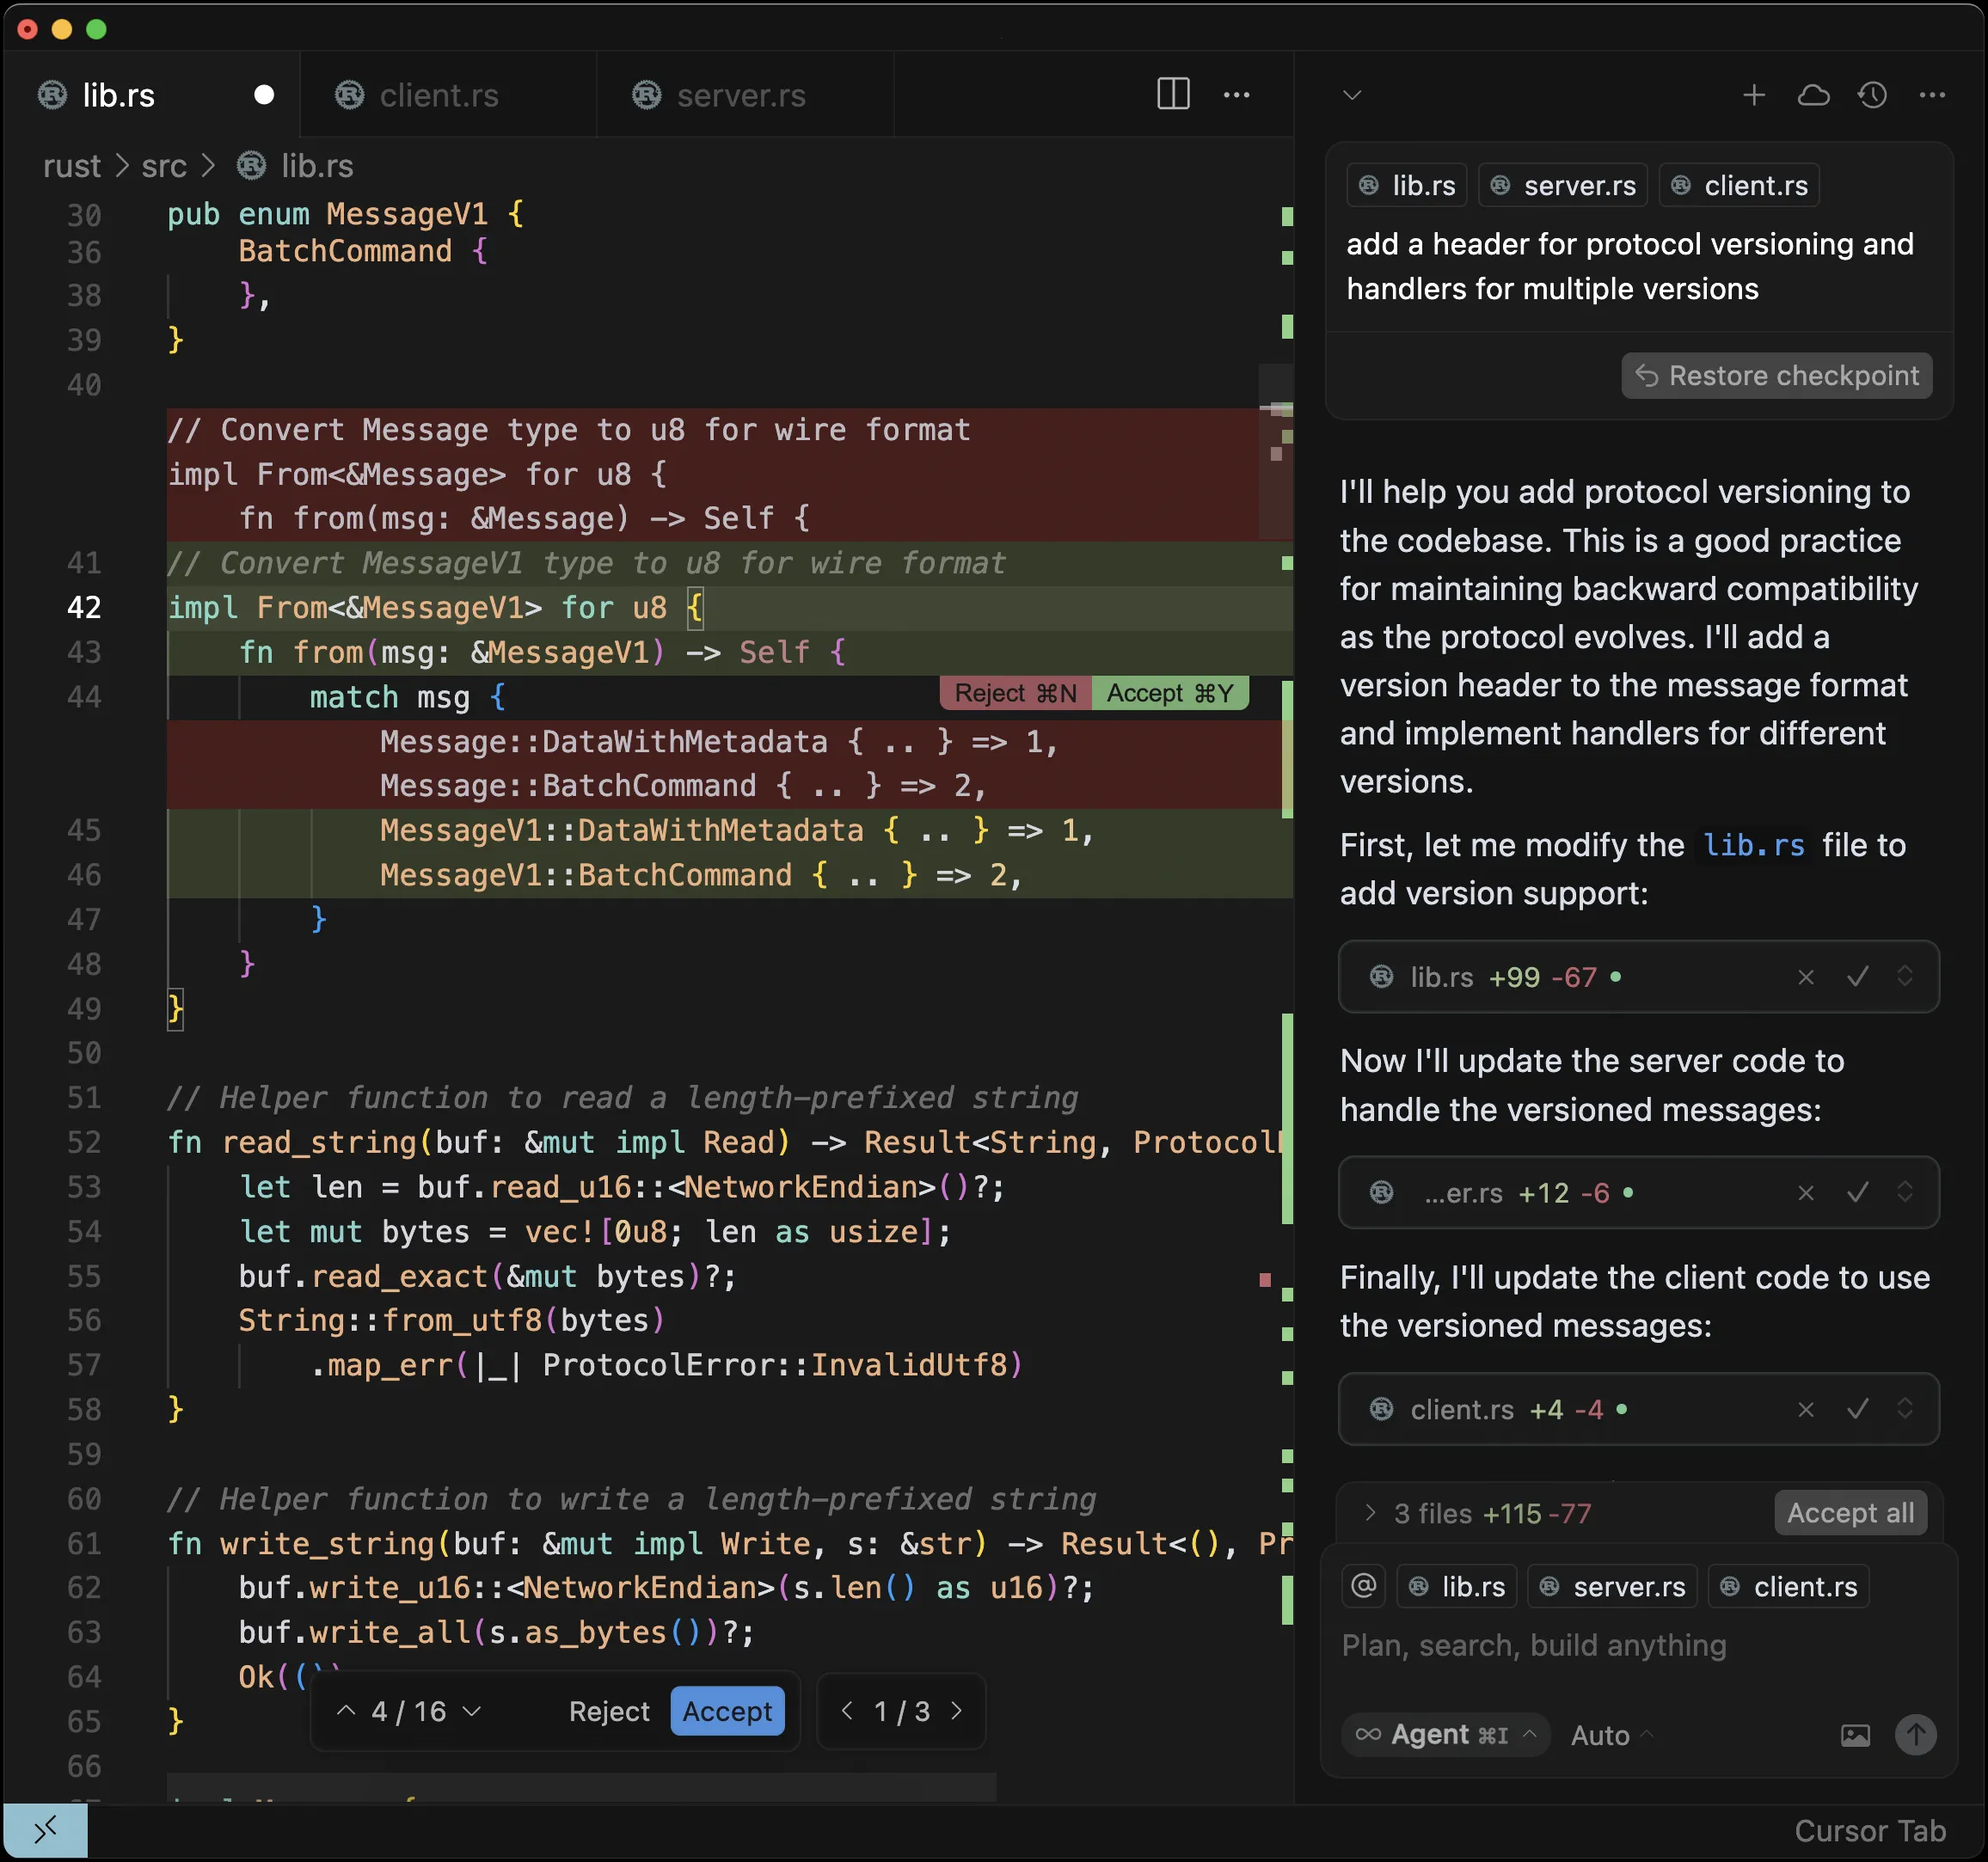 lib.rs
client.rs
server.rs
rust > src > lib.rs
30 pub enum MessageV1 {
36 BatchCommand {
38 },
39 }
40
// Convert Message type to u8 for wire format
impl From<&Message> for u8 {
fn from(msg: &Message) -> Self {
41 // Convert MessageV1 type to u8 for wire format
42 impl From<&MessageV1> for u8 {
43 fn from(msg: &MessageV1) -> Self {
44 match msg {
Reject ⌘N Accept ⌘Y
Message::DataWithMetadata { .. } => 1,
Message::BatchCommand { .. } => 2,
45 MessageV1::DataWithMetadata { .. } => 1,
46 MessageV1::BatchCommand { .. } => 2,
47 }
48 }
49 }
50
51 // Helper function to read a length-prefixed string
52 fn read_string(buf: &mut impl Read) -> Result<String, Protocol
53 let len = buf.read_u16::<NetworkEndian>()?;
54 let mut bytes = vec![0u8; len as usize];
55 buf.read_exact(&mut bytes)?;
56 String::from_utf8(bytes)
57 .map_err(|_| ProtocolError::InvalidUtf8)
58 }
59
60 // Helper function to write a length-prefixed string
61 fn write_string(buf: &mut impl Write, s: &str) -> Result<(), Pr
62 buf.write_u16::<NetworkEndian>(s.len() as u16)?;
63 buf.write_all(s.as_bytes())?;
64 Ok(())
65 }
66
4 / 16 Reject Accept
1 / 3
lib.rs server.rs client.rs
add a header for protocol versioning and
handlers for multiple versions
Restore checkpoint
I'll help you add protocol versioning to
the codebase. This is a good practice
for maintaining backward compatibility
as the protocol evolves. I'll add a
version header to the message format
and implement handlers for different
versions.
First, let me modify the lib.rs file to
add version support:
lib.rs +99 -67
Now I'll update the server code to
handle the versioned messages:
...er.rs +12 -6
Finally, I'll update the client code to use
the versioned messages:
client.rs +4 -4
3 files +115 -77 Accept all
@ lib.rs server.rs client.rs
Plan, search, build anything
Agent ⌘I Auto
Cursor Tab